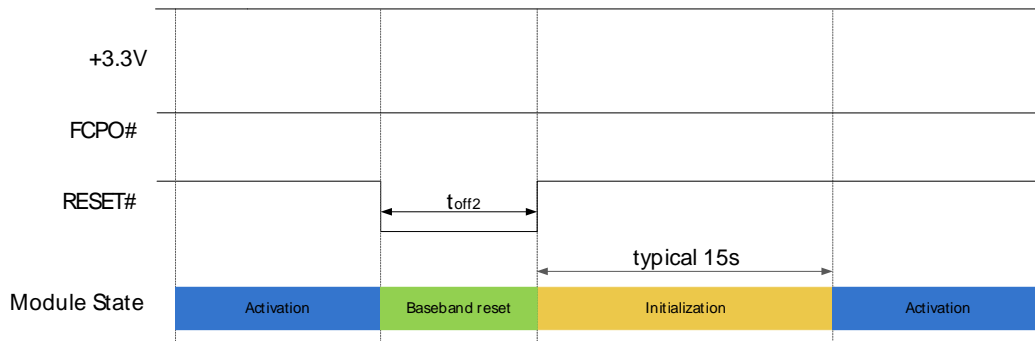 +3.3V
FCPO#
RESET#
toff2
typical 15s
Module State
Activation
Baseband reset
Initialization
Activation